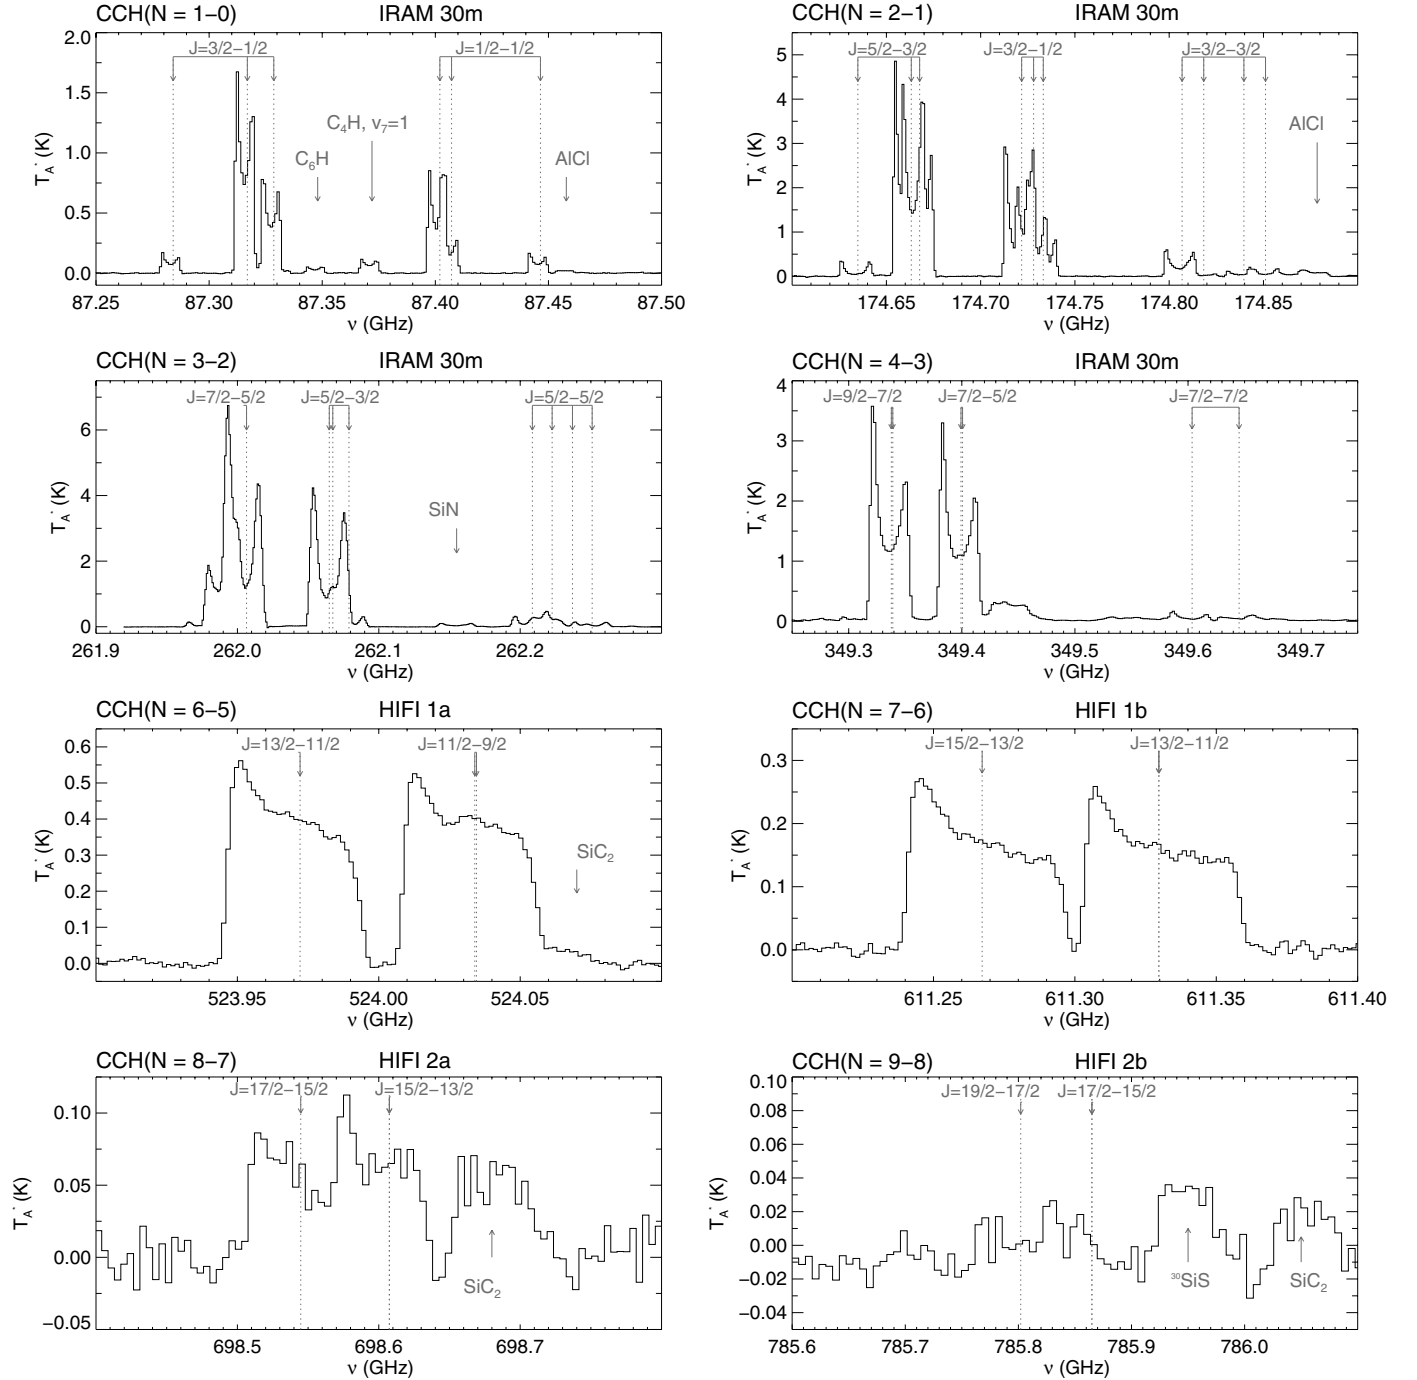 CCH(N = 1−0) IRAM 30m
J=3/2−1/2 J=1/2−1/2
C₄H, ν₇=1
C₆H AlCl
T_A* (K)
2.0
1.5
1.0
0.5
0.0
87.25 87.30 87.35 87.40 87.45 87.50
ν (GHz)
CCH(N = 2−1) IRAM 30m
J=5/2−3/2 J=3/2−1/2 J=3/2−3/2
AlCl
T_A* (K)
5
4
3
2
1
0
174.65 174.70 174.75 174.80 174.85
ν (GHz)
CCH(N = 3−2) IRAM 30m
J=7/2−5/2 J=5/2−3/2 J=5/2−5/2
SiN
T_A* (K)
6
4
2
0
261.9 262.0 262.1 262.2
ν (GHz)
CCH(N = 4−3) IRAM 30m
J=9/2−7/2 J=7/2−5/2 J=7/2−7/2
T_A* (K)
4
3
2
1
0
349.3 349.4 349.5 349.6 349.7
ν (GHz)
CCH(N = 6−5) HIFI 1a
J=13/2−11/2 J=11/2−9/2
SiC₂
T_A* (K)
0.6
0.5
0.4
0.3
0.2
0.1
0.0
523.95 524.00 524.05
ν (GHz)
CCH(N = 7−6) HIFI 1b
J=15/2−13/2 J=13/2−11/2
T_A* (K)
0.3
0.2
0.1
0.0
611.25 611.30 611.35 611.40
ν (GHz)
CCH(N = 8−7) HIFI 2a
J=17/2−15/2 J=15/2−13/2
SiC₂
T_A* (K)
0.10
0.05
0.00
−0.05
698.5 698.6 698.7
ν (GHz)
CCH(N = 9−8) HIFI 2b
J=19/2−17/2 J=17/2−15/2
³⁰SiS SiC₂
T_A* (K)
0.10
0.08
0.06
0.04
0.02
0.00
−0.02
−0.04
785.6 785.7 785.8 785.9 786.0
ν (GHz)